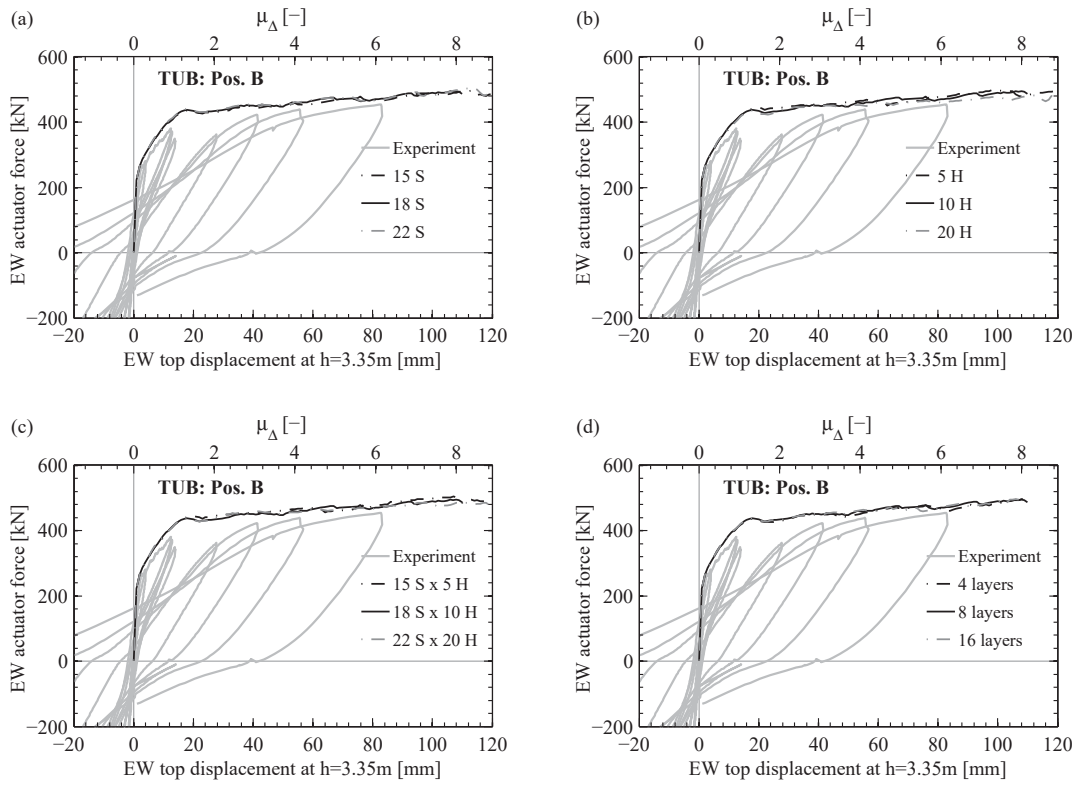 (a)
μΔ [−]
0 2 4 6 8
600
400
200
0
−200
EW actuator force [kN]
TUB: Pos. B
Experiment
15 S
18 S
22 S
−20 0 20 40 60 80 100 120
EW top displacement at h=3.35m [mm]
(b)
μΔ [−]
0 2 4 6 8
600
400
200
0
−200
EW actuator force [kN]
TUB: Pos. B
Experiment
5 H
10 H
20 H
−20 0 20 40 60 80 100 120
EW top displacement at h=3.35m [mm]
(c)
μΔ [−]
0 2 4 6 8
600
400
200
0
−200
EW actuator force [kN]
TUB: Pos. B
Experiment
15 S x 5 H
18 S x 10 H
22 S x 20 H
−20 0 20 40 60 80 100 120
EW top displacement at h=3.35m [mm]
(d)
μΔ [−]
0 2 4 6 8
600
400
200
0
−200
EW actuator force [kN]
TUB: Pos. B
Experiment
4 layers
8 layers
16 layers
−20 0 20 40 60 80 100 120
EW top displacement at h=3.35m [mm]